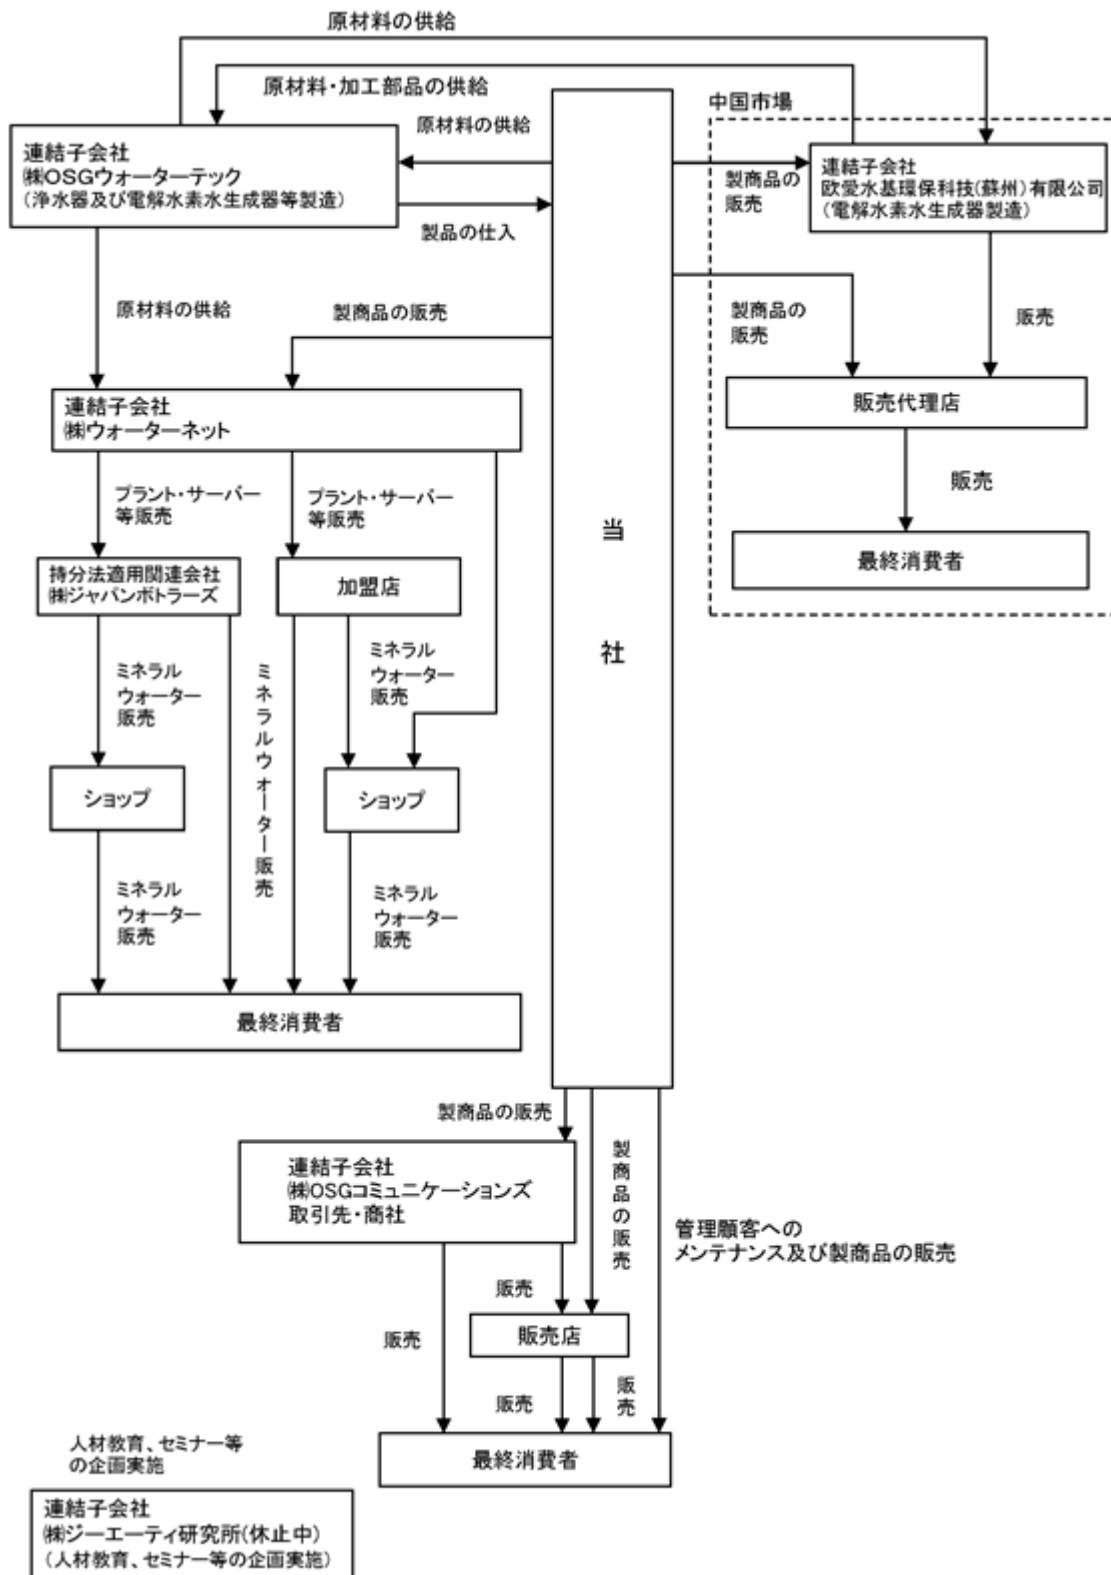 原材料の供給
原材料・加工部品の供給
原材料の供給
中国市場
連結子会社
㈱OSGウォーターテック
(浄水器及び電解水素水生成器等製造)
製品の仕入
製商品の
販売
連結子会社
欧愛水基環保科技(蘇州)有限公司
(電解水素水生成器製造)
原材料の供給
製商品の販売
製商品の
販売
販売
連結子会社
㈱ウォーターネット
販売代理店
販売
最終消費者
当社
プラント・サーバー
等販売
プラント・サーバー
等販売
持分法適用関連会社
㈱ジャパンボトラーズ
加盟店
ミネラル
ウォーター
販売
ミネラルウォーター販売
ミネラル
ウォーター
販売
ショップ
ショップ
ミネラル
ウォーター
販売
ミネラル
ウォーター
販売
最終消費者
製商品の販売
連結子会社
㈱OSGコミュニケーションズ
取引先・商社
製商品の販売
管理顧客への
メンテナンス及び製商品の販売
販売
販売
販売店
販売
販売
最終消費者
人材教育、セミナー等
の企画実施
連結子会社
㈱ジーエーティ研究所(休止中)
(人材教育、セミナー等の企画実施)